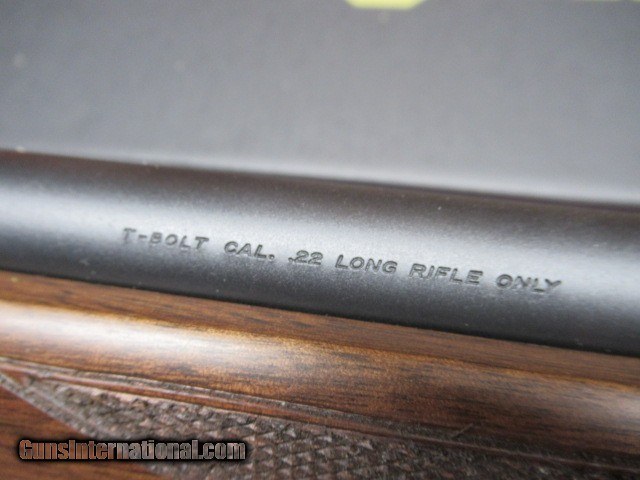 T-BOLT CAL. .22 LONG RIFLE ONLY
GunsInternational.com